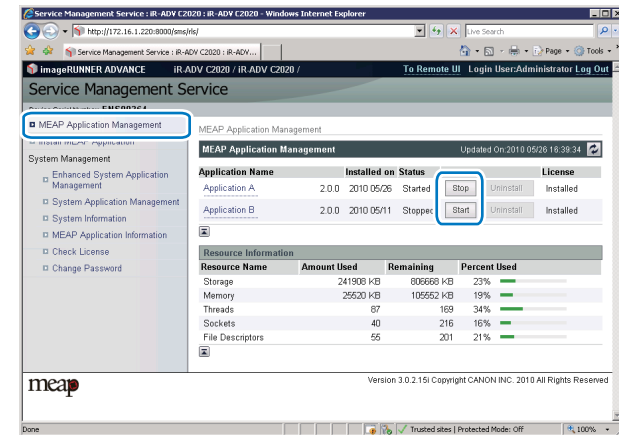 Service Management Service : iR-ADV C2020 : iR-ADV C2020 - Windows Internet Explorer
http://172.16.1.220:8000/sms/rls/
Live Search
Service Management Service : iR-ADV C2020 : iR-ADV...
Page Tools
imageRUNNER ADVANCE iR-ADV C2020 / iR-ADV C2020 / To Remote UI Login User:Administrator Log Out
Service Management Service
MEAP Application Management
Install MEAP Application
System Management
Enhanced System Application
Management
System Application Management
System Information
MEAP Application Information
Check License
Change Password
MEAP Application Management
MEAP Application Management Updated On:2010 05/26 16:39:34
Application Name Installed on Status License
Application A 2.0.0 2010 05/26 Started Stop Uninstall Installed
Application B 2.0.0 2010 05/11 Stopped Start Uninstall Installed
Resource Information
Resource Name Amount Used Remaining Percent Used
Storage 241908 KB 806668 KB 23%
Memory 25520 KB 105552 KB 19%
Threads 87 169 34%
Sockets 40 216 16%
File Descriptors 55 201 21%
meap
Version 3.0.2.15i Copyright CANON INC. 2010 All Rights Reserved
Done Trusted sites | Protected Mode: Off 100%